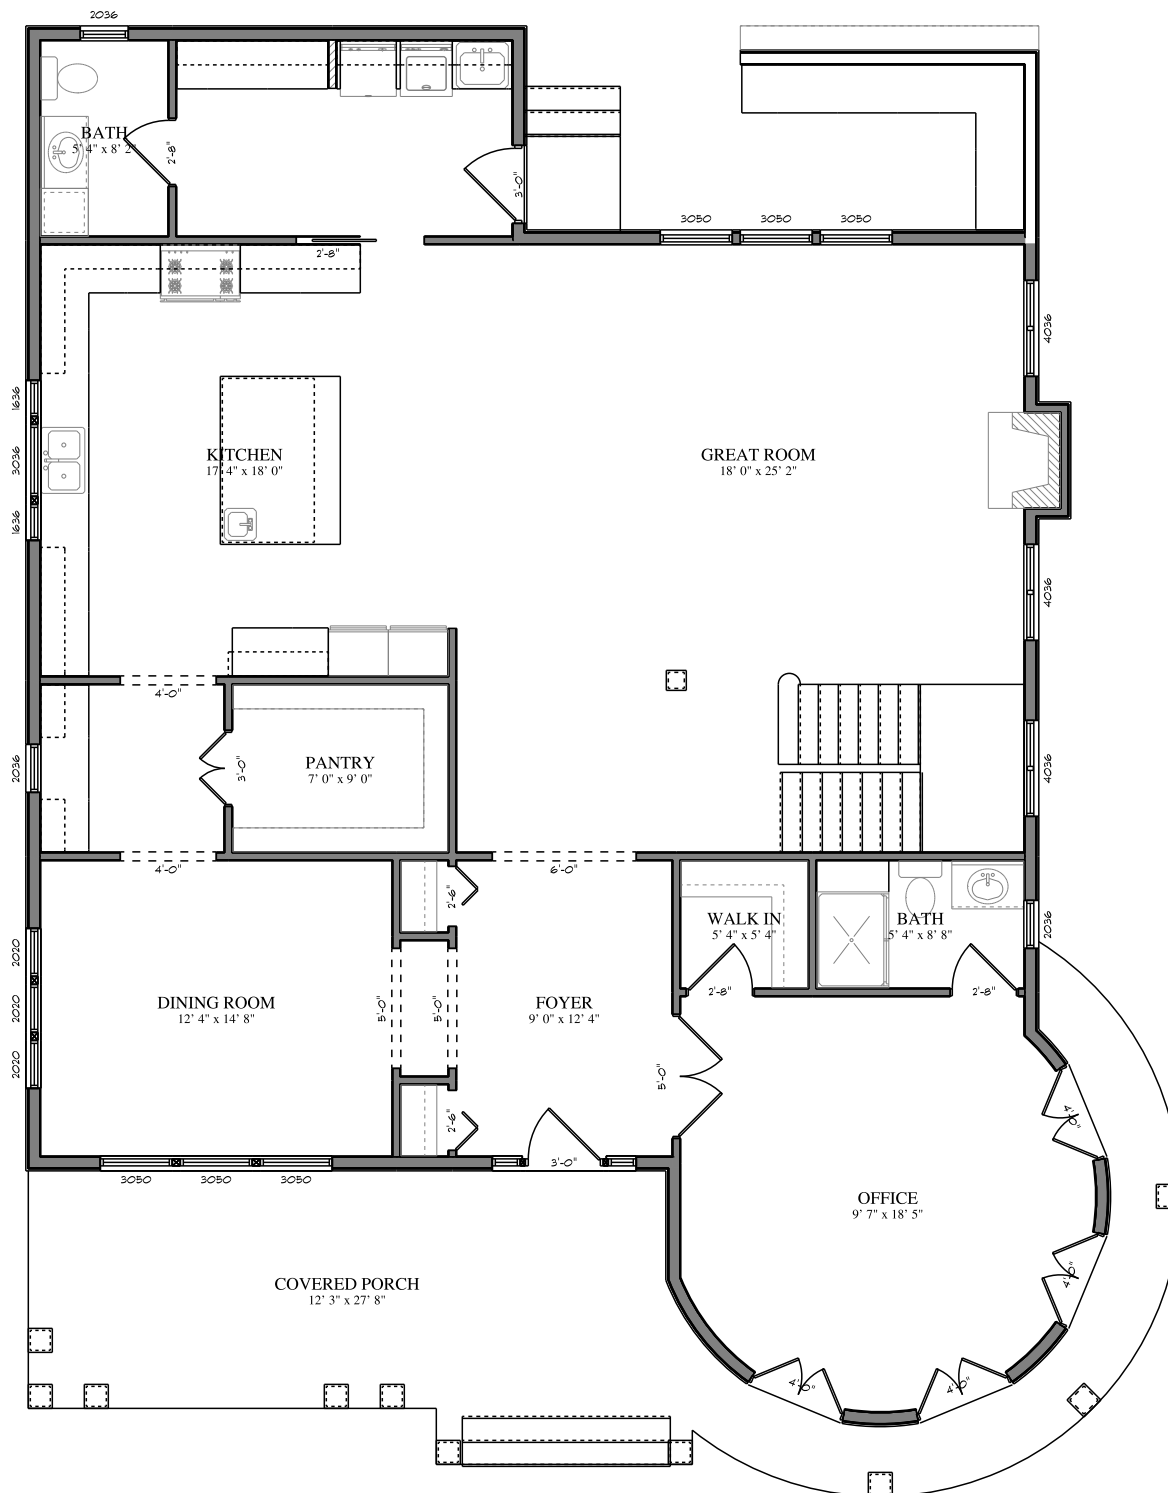 2036
BATH
5' 4" x 8' 2"
2'-8"
3'-0"
3050
3050
3050
2'-8"
4036
1636
3036
1636
KITCHEN
17' 4" x 18' 0"
GREAT ROOM
18' 0" x 25' 2"
4036
4'-0"
2036
3'-0"
PANTRY
7' 0" x 9' 0"
4036
4'-0"
6'-0"
2'-6"
WALK IN
5' 4" x 5' 4"
BATH
5' 4" x 8' 8"
2036
2020
2020
2020
DINING ROOM
12' 4" x 14' 8"
5'-0"
5'-0"
FOYER
9' 0" x 12' 4"
2'-8"
2'-8"
5'-0"
2'-6"
4'-0"
3050
3050
3050
3'-0"
OFFICE
9' 7" x 18' 5"
4'-0"
COVERED PORCH
12' 3" x 27' 8"
4'-0"
4'-0"